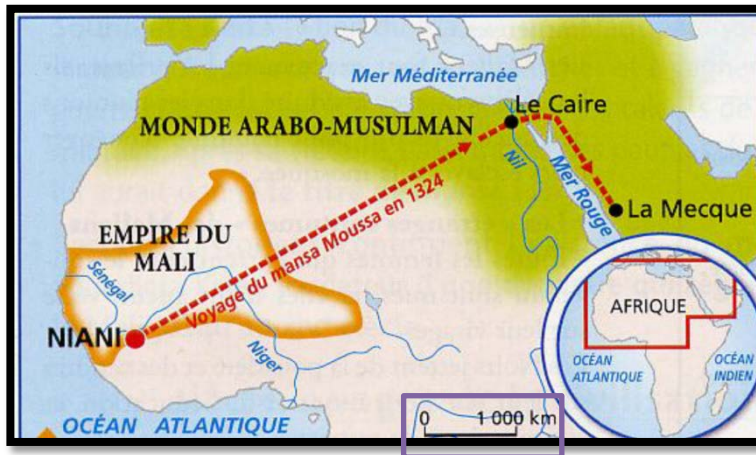 Mer Méditerranée
Le Caire
MONDE ARABO-MUSULMAN
Nil
Mer Rouge
La Mecque
Voyage du mansa Moussa en 1324
EMPIRE DU
MALI
Sénégal
NIANI
Niger
AFRIQUE
OCÉAN
ATLANTIQUE
OCÉAN
INDIEN
0 1 000 km
OCÉAN ATLANTIQUE